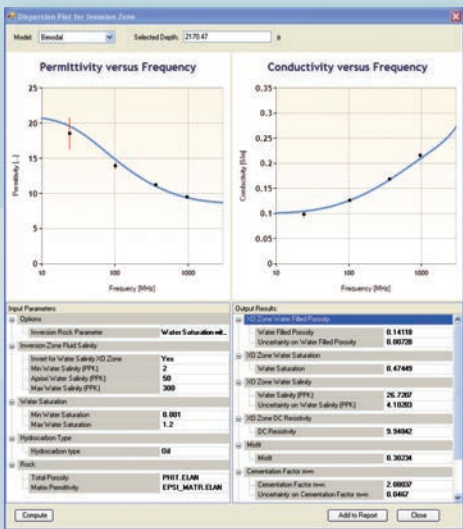 Dispersion Plot for Invasion Zone
Model: Bimodal Selected Depth: 2170.47 ft
Permittivity versus Frequency
25
20
15
10
5
0
Permittivity [...]
10 100 1000
Frequency [MHz]
Conductivity versus Frequency
0.35
0.3
0.25
0.2
0.15
0.1
0.05
0
Conductivity [S/m]
10 100 1000
Frequency [MHz]
Input Parameters:
Options
Inversion Rock Parameter Water Saturation wit...
Inversion Zone Fluid Salinity
Invert for Water Salinity XO Zone Yes
Min Water Salinity (PPK) 2
Apriori Water Salinity (PPK) 50
Max Water Salinity (PPK) 300
Water Saturation
Min Water Saturation 0.001
Max Water Saturation 1.2
Hydrocarbon Type
Hydrocarbon type Oil
Rock
Total Porosity PHIT.ELAN
Matrix Permittivity EPSI_MATR.ELAN
Output Results:
XO Zone Water Filled Porosity
Water Filled Porosity 0.14118
Uncertainty on Water Filled Porosity 0.00728
XO Zone Water Saturation
Water Saturation 0.47449
XO Zone Water Salinity
Water Salinity (PPK) 26.7207
Uncertainty on Water Salinity (PPK) 4.10203
XO Zone DC Resistivity
DC Resistivity 9.94042
Misfit
Misfit 0.30234
Cementation Factor m=n
Cementation Factor m=n 2.00037
Uncertainty on Cementation Factor m=n 0.0467
Compute Add to Report Close